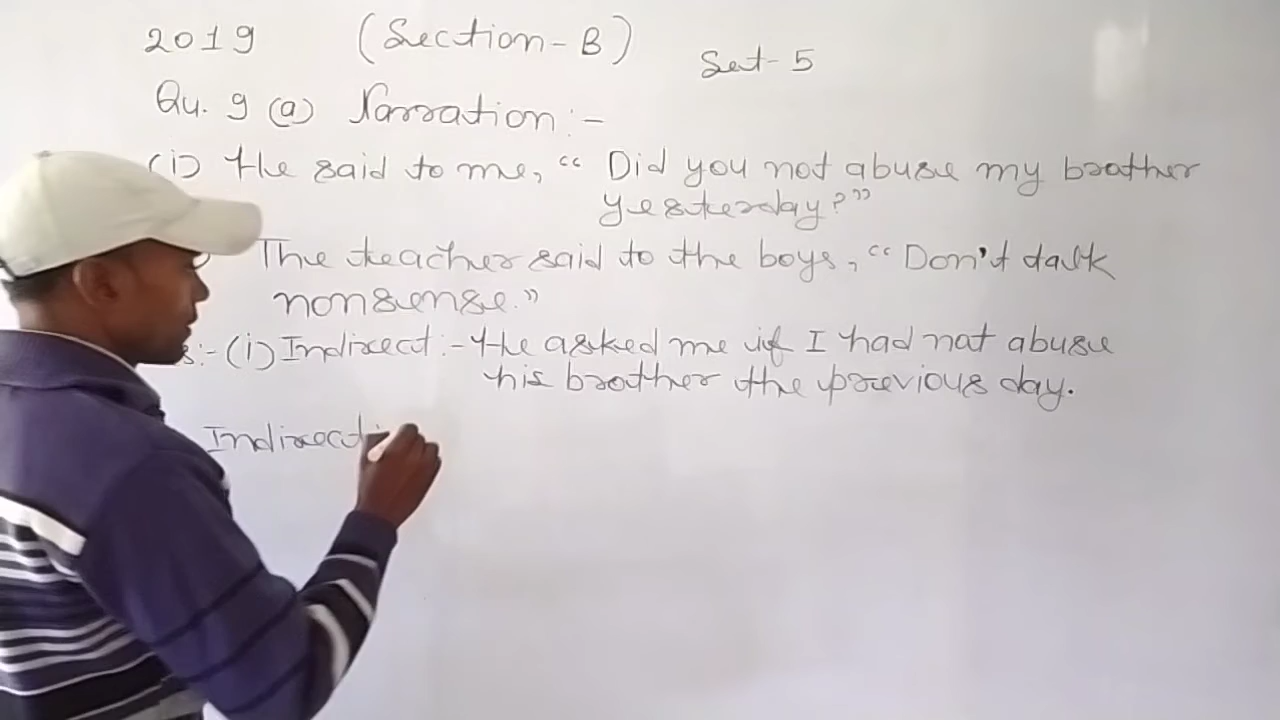 2019 (Section-B) Set-5
Qu. 9 (a) Narration:-
(i) He said to me, “ Did you not abuse my brother
yesterday?”
The teacher said to the boys, “Don't talk
nonsense.”
s:- (i) Indirect:- He asked me if I had not abuse
his brother the previous day.
Indirect